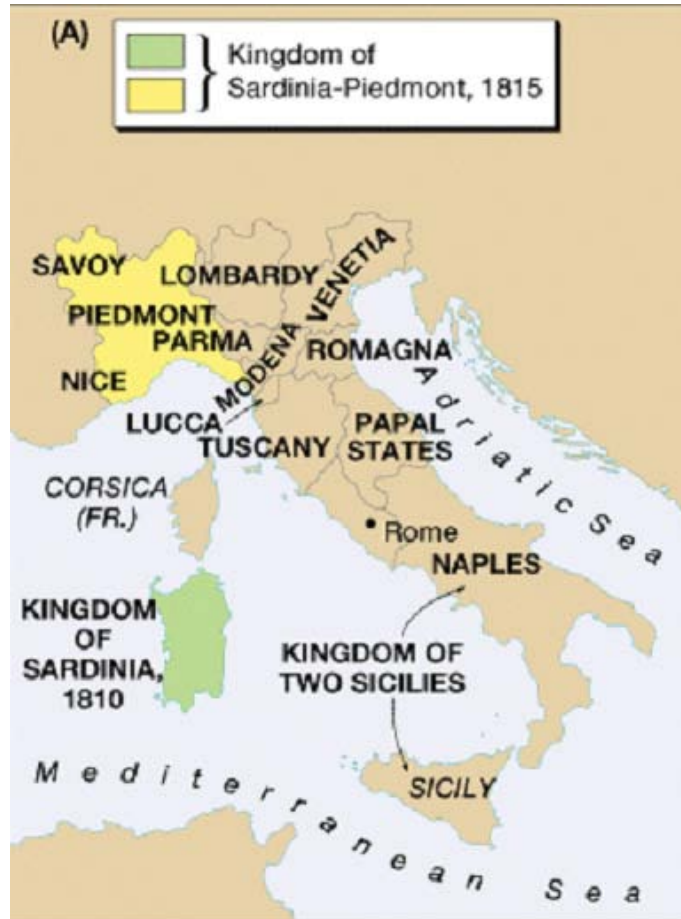 (A)
Kingdom of
Sardinia-Piedmont, 1815
SAVOY
LOMBARDY
VENETIA
PIEDMONT
PARMA
MODENA
ROMAGNA
NICE
LUCCA
TUSCANY
PAPAL
STATES
Adriatic Sea
CORSICA
(FR.)
Rome
NAPLES
KINGDOM
OF
SARDINIA,
1810
KINGDOM OF
TWO SICILIES
SICILY
Mediterranean Sea